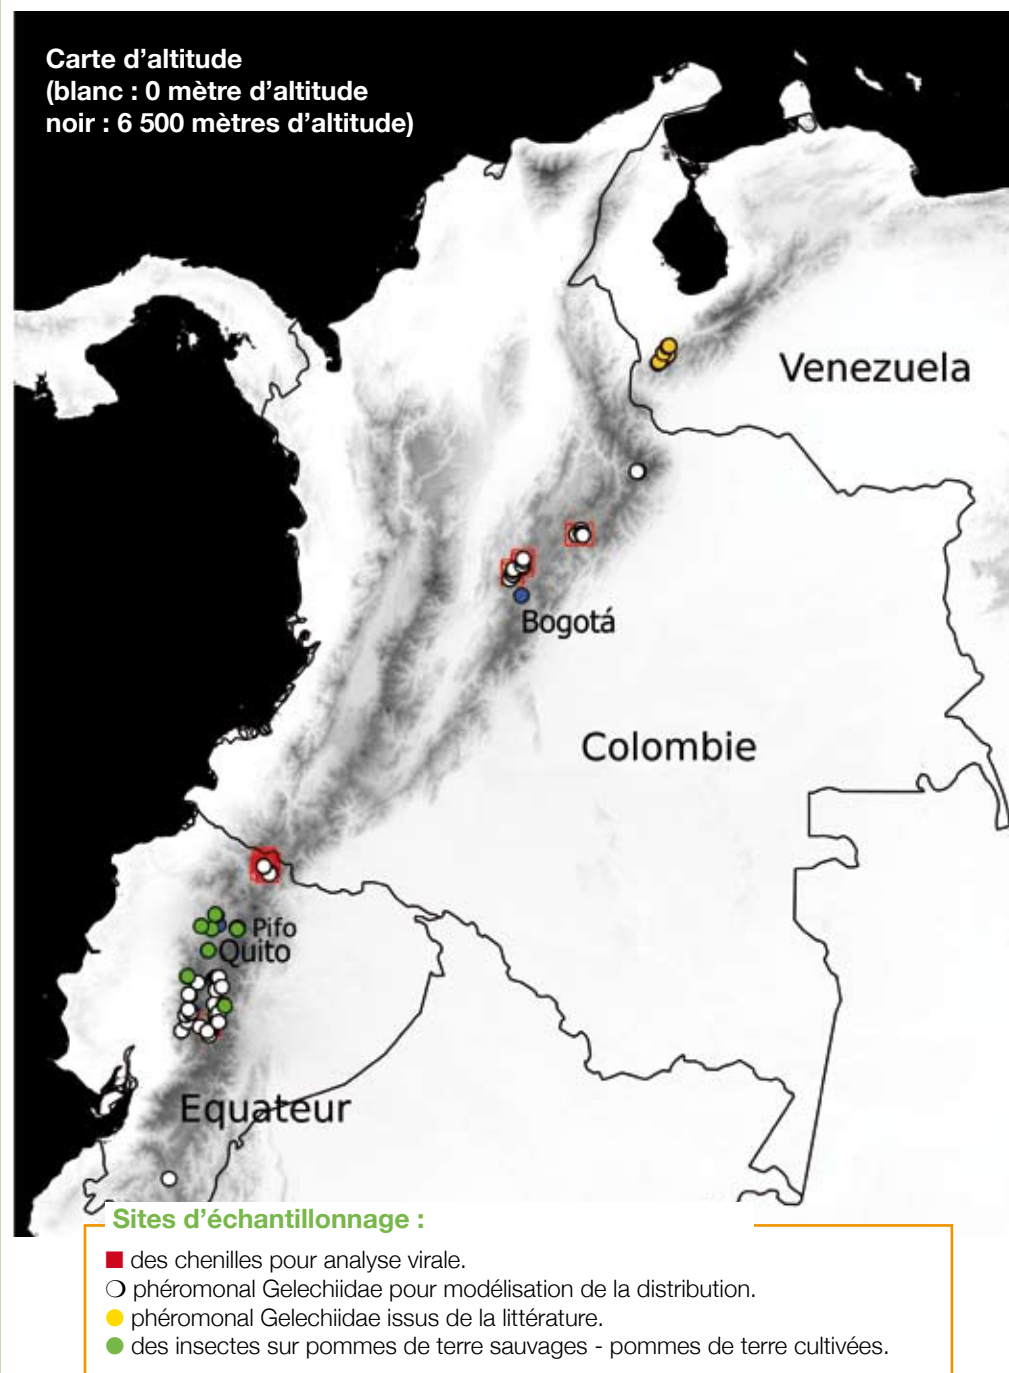 Carte d’altitude
(blanc : 0 mètre d’altitude
noir : 6 500 mètres d’altitude)
Venezuela
Bogotá
Colombie
Pifo
Quito
Equateur
Sites d’échantillonnage :
des chenilles pour analyse virale.
phéromonal Gelechiidae pour modélisation de la distribution.
phéromonal Gelechiidae issus de la littérature.
des insectes sur pommes de terre sauvages - pommes de terre cultivées.